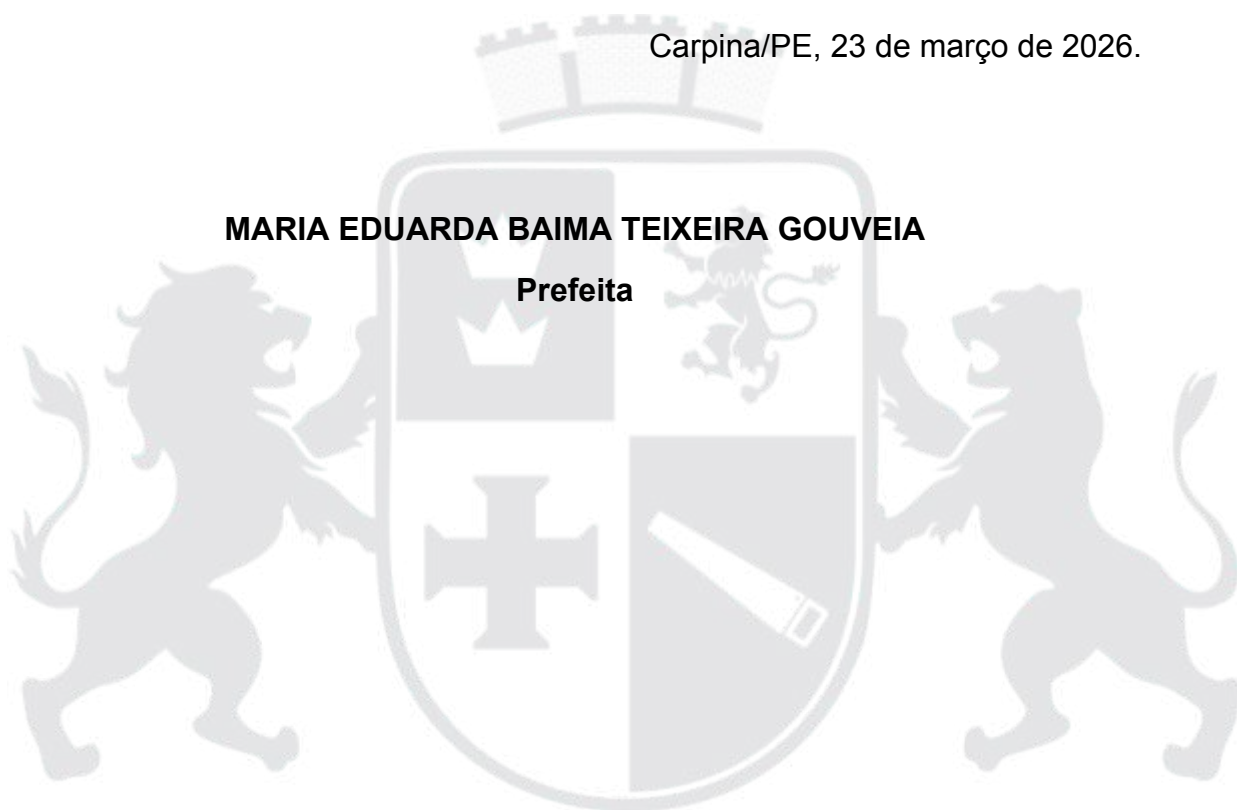 Carpina/PE, 23 de março de 2026.
MARIA EDUARDA BAIMA TEIXEIRA GOUVEIA
Prefeita